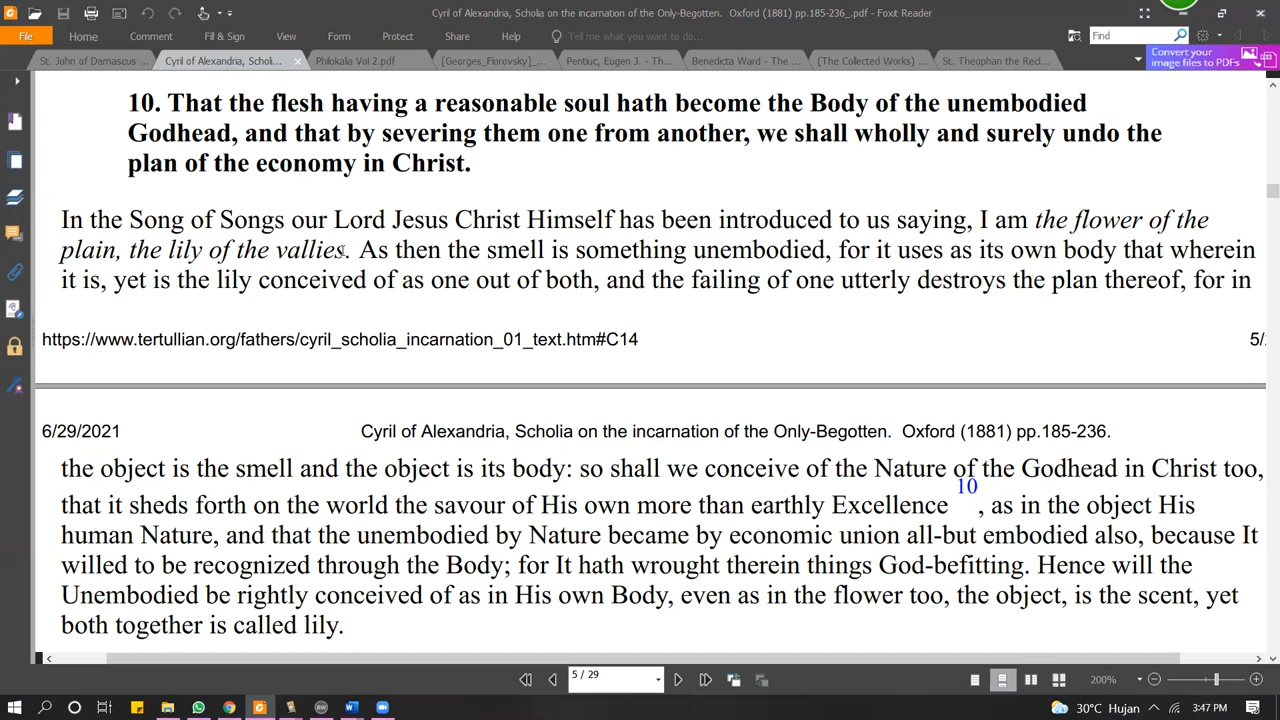 Cyril of Alexandria, Scholia on the incarnation of the Only-Begotten. Oxford (1881) pp.185-236_.pdf - Foxit Reader
File Home Comment Fill & Sign View Form Protect Share Help Tell me what you want to do... Find
St. John of Damascus ... Cyril of Alexandria, Schol... Philokalia Vol 2.pdf [Georges_Florovsky]_... Pentiuc, Eugen J. - Th... Benedicta Ward - The ... (The Collected Works) ... St. Theophan the Recl...
Convert your
image files to PDFs
10. That the flesh having a reasonable soul hath become the Body of the unembodied
Godhead, and that by severing them one from another, we shall wholly and surely undo the
plan of the economy in Christ.
In the Song of Songs our Lord Jesus Christ Himself has been introduced to us saying, I am the flower of the
plain, the lily of the vallies. As then the smell is something unembodied, for it uses as its own body that wherein
it is, yet is the lily conceived of as one out of both, and the failing of one utterly destroys the plan thereof, for in
https://www.tertullian.org/fathers/cyril_scholia_incarnation_01_text.htm#C14 5/
6/29/2021 Cyril of Alexandria, Scholia on the incarnation of the Only-Begotten. Oxford (1881) pp.185-236.
the object is the smell and the object is its body: so shall we conceive of the Nature of the Godhead in Christ too,
that it sheds forth on the world the savour of His own more than earthly Excellence 10 , as in the object His
human Nature, and that the unembodied by Nature became by economic union all-but embodied also, because It
willed to be recognized through the Body; for It hath wrought therein things God-befitting. Hence will the
Unembodied be rightly conceived of as in His own Body, even as in the flower too, the object, is the scent, yet
both together is called lily.
5 / 29 200%
30°C Hujan 3:47 PM